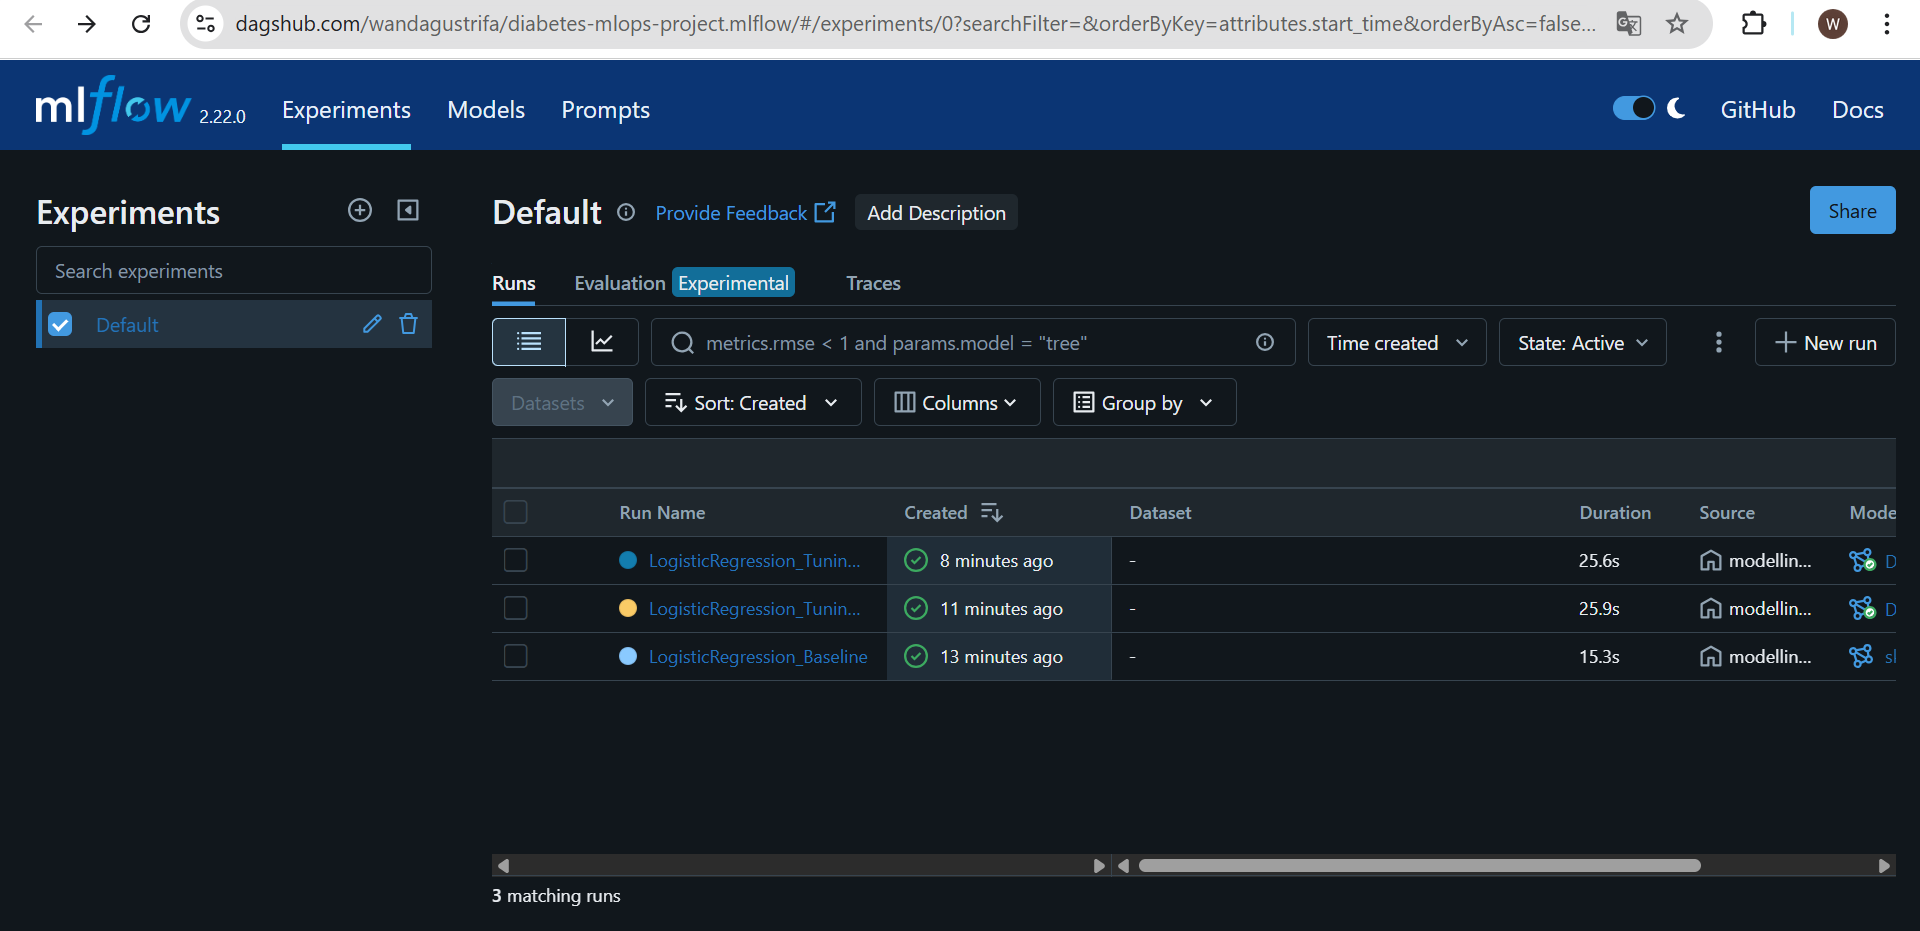 dagshub.com/wandagustrifa/diabetes-mlops-project.mlflow/#/experiments/0?searchFilter=&orderByKey=attributes.start_time&orderByAsc=false...
W
mlflow 2.22.0 Experiments Models Prompts GitHub Docs
Experiments
Search experiments
Default
Default Provide Feedback Add Description Share
Runs Evaluation Experimental Traces
metrics.rmse < 1 and params.model = "tree" Time created State: Active New run
Datasets Sort: Created Columns Group by
Run Name Created Dataset Duration Source Mode
LogisticRegression_Tunin... 8 minutes ago - 25.6s modellin... D
LogisticRegression_Tunin... 11 minutes ago - 25.9s modellin... D
LogisticRegression_Baseline 13 minutes ago - 15.3s modellin...
3 matching runs